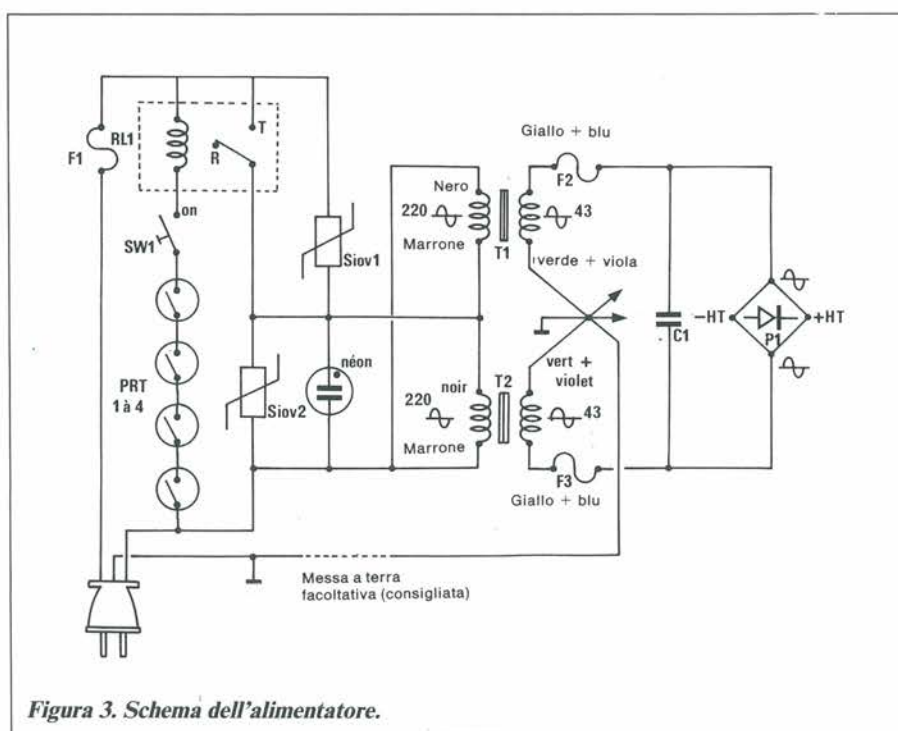 RL1
F1
T
R
on
SW1
PRT
1 à 4
Siov1
Siov2
néon
Nero
220
Marrone
T1
Giallo + blu
F2
43
verde + viola
noir
220
Marrone
T2
vert +
violet
43
F3
Giallo + blu
C1
–HT
P1
+HT
Messa a terra
facoltativa (consigliata)
Figura 3. Schema dell'alimentatore.